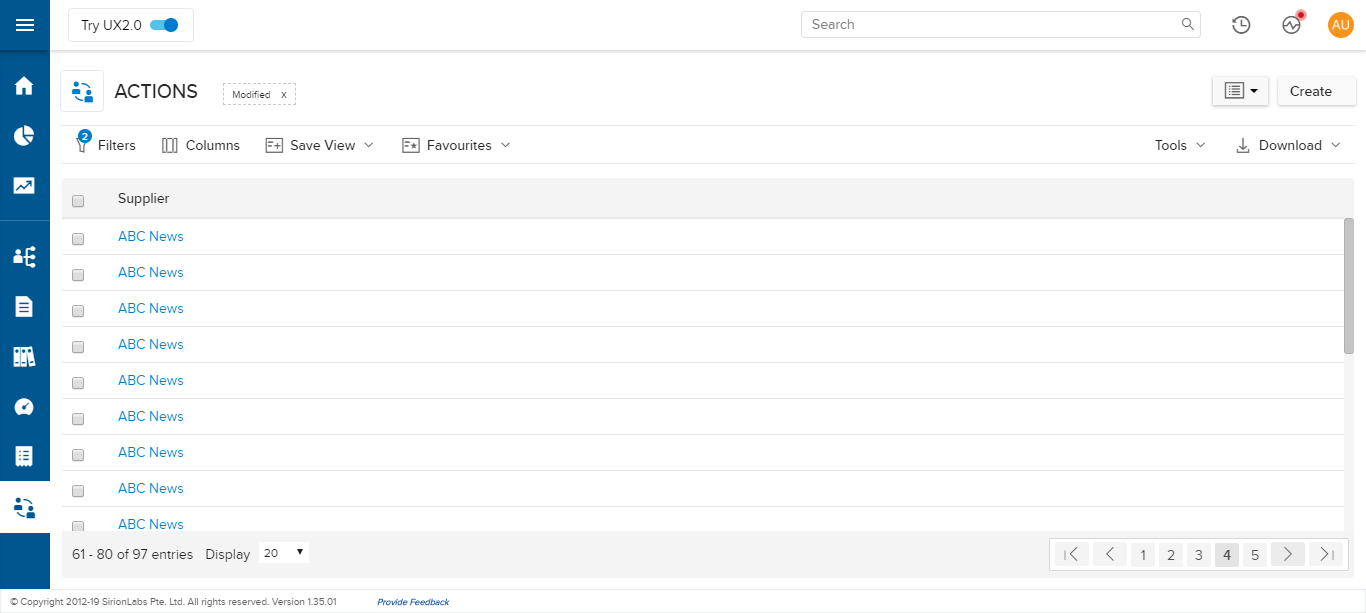 Try UX2.0
Search
AU
ACTIONS
Modified x
Create
2
Filters
Columns
Save View
Favourites
Tools
Download
Supplier
ABC News
ABC News
ABC News
ABC News
ABC News
ABC News
ABC News
ABC News
ABC News
61 - 80 of 97 entries Display 20
1 2 3 4 5
© Copyright 2012-19 SirionLabs Pte. Ltd. All rights reserved. Version 1.35.01 Provide Feedback